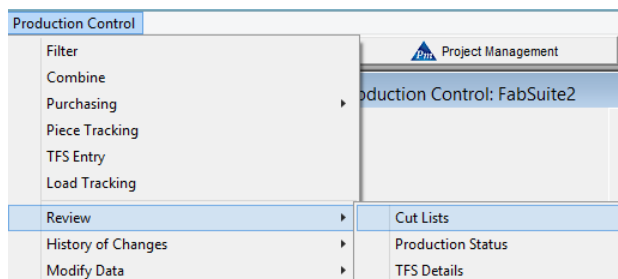 Production Control
Filter
Pm Project Management
Combine
oduction Control: FabSuite2
Purchasing
Piece Tracking
TFS Entry
Load Tracking
Review
Cut Lists
History of Changes
Production Status
Modify Data
TFS Details